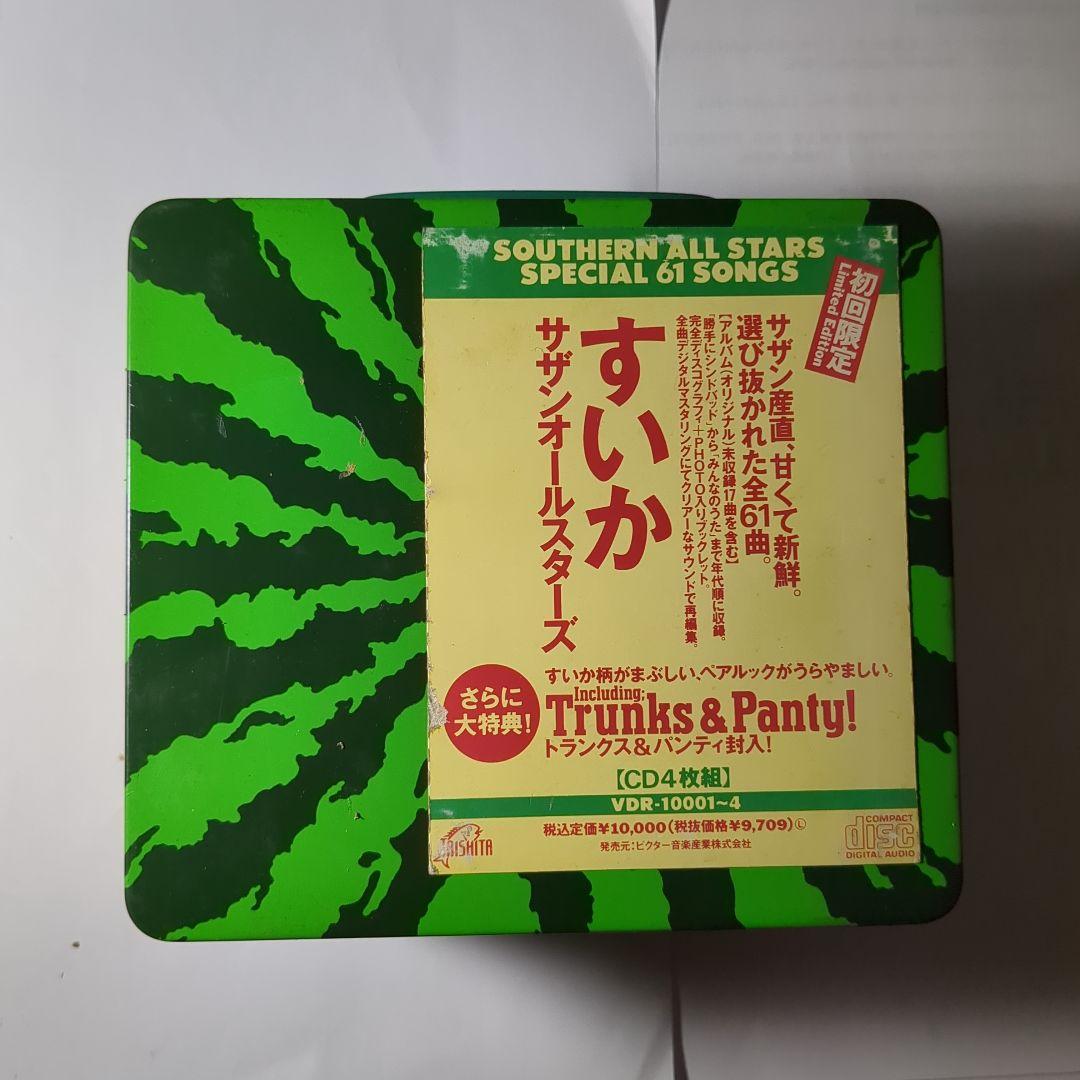 SOUTHERN ALL STARS
SPECIAL 61 SONGS
初回限定
Limited Edition
サザン産直、甘くて新鮮。
選び抜かれた全61曲。
【アルバム(オリジナル)未収録17曲を含む】
「勝手にシンドバッド」から「みんなのうた」まで年代順に収録。
完全ディスコグラフィ+PHOTO入りブックレット。
全曲デジタルマスタリングにてクリアーなサウンドで再編集。
すいか
サザンオールスターズ
さらに
大特典!
すいか柄がまぶしい、ペアルックがうらやましい。
Including;
Trunks & Panty!
トランクス&パンティ封入!
【CD4枚組】
VDR-10001~4
税込定価¥10,000(税抜価格¥9,709)Ⓛ
発売元:ビクター音楽産業株式会社
TAISHITA
COMPACT
disc
DIGITAL AUDIO